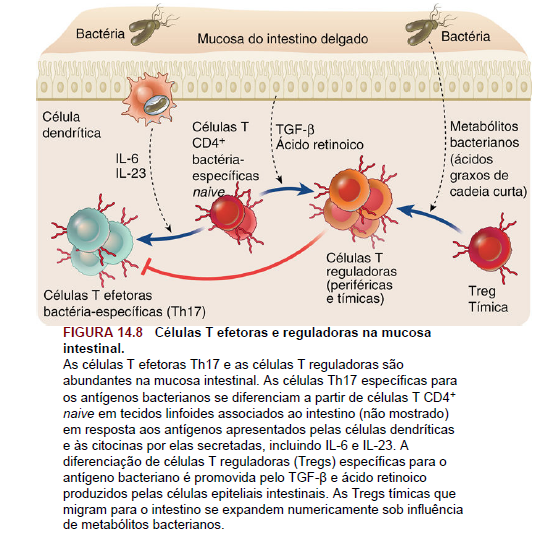 Bactéria
Mucosa do intestino delgado
Bactéria
Célula
dendrítica
IL-6
IL-23
Células T
CD4+
bactéria-
específicas
naive
TGF-β
Ácido retinoico
Metabólitos
bacterianos
(ácidos
graxos de
cadeia curta)
Células T efetoras
bactéria-específicas (Th17)
Células T
reguladoras
(periféricas
e tímicas)
Treg
Tímica
FIGURA 14.8 Células T efetoras e reguladoras na mucosa
intestinal.
As células T efetoras Th17 e as células T reguladoras são
abundantes na mucosa intestinal. As células Th17 específicas para
os antígenos bacterianos se diferenciam a partir de células T CD4+
naive em tecidos linfoides associados ao intestino (não mostrado)
em resposta aos antígenos apresentados pelas células dendríticas
e às citocinas por elas secretadas, incluindo IL-6 e IL-23. A
diferenciação de células T reguladoras (Tregs) específicas para o
antígeno bacteriano é promovida pelo TGF-β e ácido retinoico
produzidos pelas células epiteliais intestinais. As Tregs tímicas que
migram para o intestino se expandem numericamente sob influência
de metabólitos bacterianos.